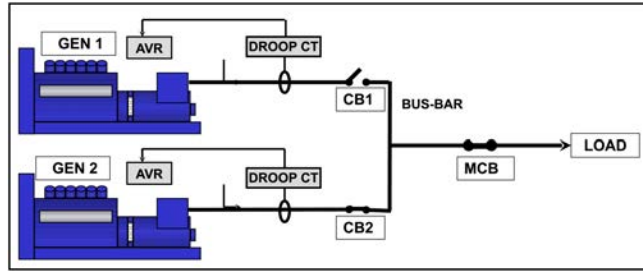 GEN 1
AVR
DROOP CT
CB1
BUS-BAR
GEN 2
AVR
DROOP CT
CB2
MCB
LOAD